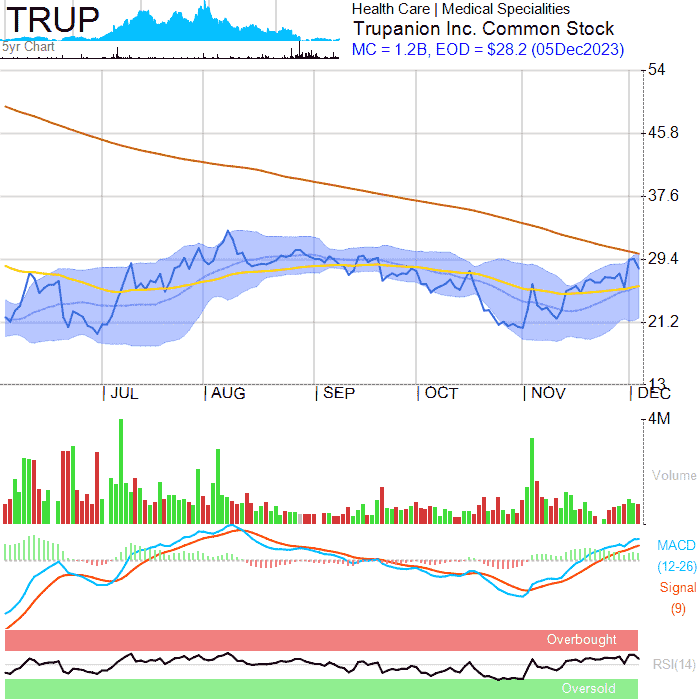 TRUP
5yr Chart
Health Care | Medical Specialities
Trupanion Inc. Common Stock
MC = 1.2B, EOD = $28.2 (05Dec2023)
54
45.8
37.6
29.4
21.2
13
JUL AUG SEP OCT NOV DEC
4M
Volume
MACD
(12-26)
Signal
(9)
Overbought
RSI(14)
Oversold